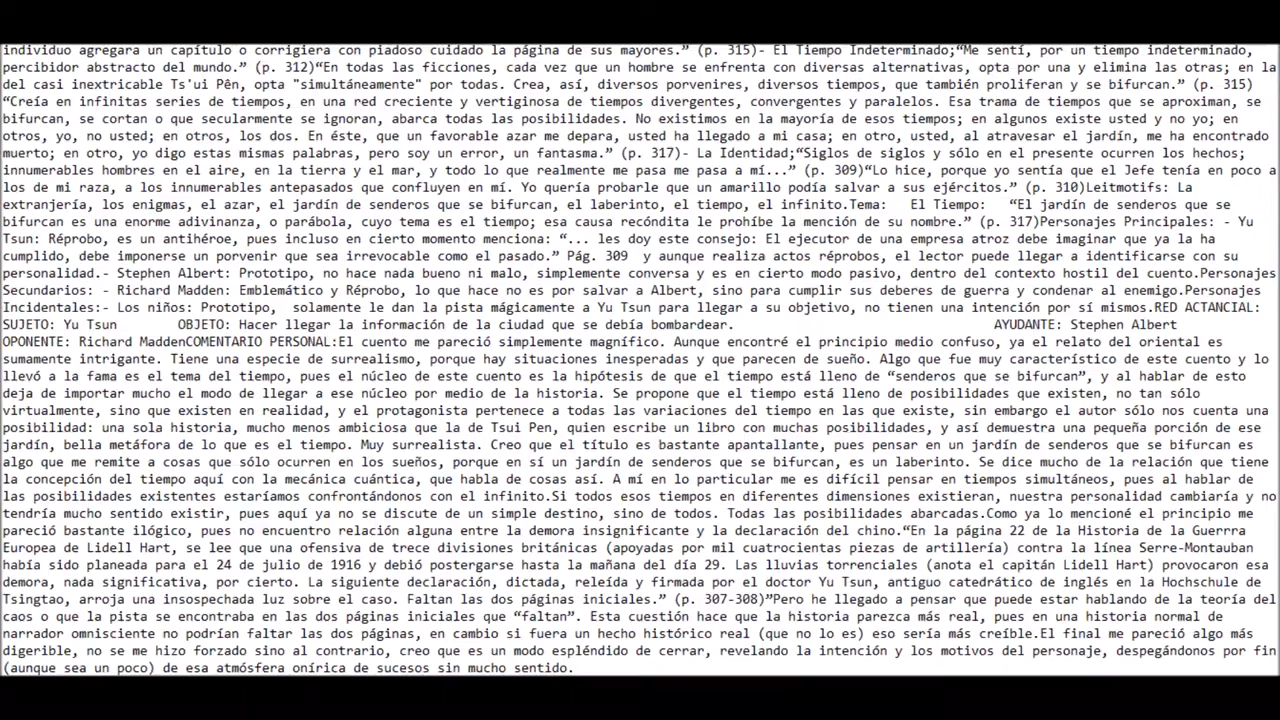 individuo agregara un capítulo o corrigiera con piadoso cuidado la página de sus mayores.” (p. 315)- El Tiempo Indeterminado;“Me sentí, por un tiempo indeterminado,
percibidor abstracto del mundo.” (p. 312)“En todas las ficciones, cada vez que un hombre se enfrenta con diversas alternativas, opta por una y elimina las otras; en la
del casi inextricable Ts'ui Pên, opta "simultáneamente" por todas. Crea, así, diversos porvenires, diversos tiempos, que también proliferan y se bifurcan.” (p. 315)
“Creía en infinitas series de tiempos, en una red creciente y vertiginosa de tiempos divergentes, convergentes y paralelos. Esa trama de tiempos que se aproximan, se
bifurcan, se cortan o que secularmente se ignoran, abarca todas las posibilidades. No existimos en la mayoría de esos tiempos; en algunos existe usted y no yo; en
otros, yo, no usted; en otros, los dos. En éste, que un favorable azar me depara, usted ha llegado a mi casa; en otro, usted, al atravesar el jardín, me ha encontrado
muerto; en otro, yo digo estas mismas palabras, pero soy un error, un fantasma.” (p. 317)- La Identidad;“Siglos de siglos y sólo en el presente ocurren los hechos;
innumerables hombres en el aire, en la tierra y el mar, y todo lo que realmente me pasa me pasa a mí...” (p. 309)“Lo hice, porque yo sentía que el Jefe tenía en poco a
los de mi raza, a los innumerables antepasados que confluyen en mí. Yo quería probarle que un amarillo podía salvar a sus ejércitos.” (p. 310)Leitmotifs: La
extranjería, los enigmas, el azar, el jardín de senderos que se bifurcan, el laberinto, el tiempo, el infinito.Tema:   El Tiempo:   “El jardín de senderos que se
bifurcan es una enorme adivinanza, o parábola, cuyo tema es el tiempo; esa causa recóndita le prohíbe la mención de su nombre.” (p. 317)Personajes Principales: - Yu
Tsun: Réprobo, es un antihéroe, pues incluso en cierto momento menciona: “... les doy este consejo: El ejecutor de una empresa atroz debe imaginar que ya la ha
cumplido, debe imponerse un porvenir que sea irrevocable como el pasado.” Pág. 309  y aunque realiza actos réprobos, el lector puede llegar a identificarse con su
personalidad.- Stephen Albert: Prototipo, no hace nada bueno ni malo, simplemente conversa y es en cierto modo pasivo, dentro del contexto hostil del cuento.Personajes
Secundarios: - Richard Madden: Emblemático y Réprobo, lo que hace no es por salvar a Albert, sino para cumplir sus deberes de guerra y condenar al enemigo.Personajes
Incidentales:- Los niños: Prototipo,  solamente le dan la pista mágicamente a Yu Tsun para llegar a su objetivo, no tienen una intención por sí mismos.RED ACTANCIAL:
SUJETO: Yu Tsun        OBJETO: Hacer llegar la información de la ciudad que se debía bombardear.                                  AYUDANTE: Stephen Albert
OPONENTE: Richard MaddenCOMENTARIO PERSONAL:El cuento me pareció simplemente magnífico. Aunque encontré el principio medio confuso, ya el relato del oriental es
sumamente intrigante. Tiene una especie de surrealismo, porque hay situaciones inesperadas y que parecen de sueño. Algo que fue muy característico de este cuento y lo
llevó a la fama es el tema del tiempo, pues el núcleo de este cuento es la hipótesis de que el tiempo está lleno de “senderos que se bifurcan”, y al hablar de esto
deja de importar mucho el modo de llegar a ese núcleo por medio de la historia. Se propone que el tiempo está lleno de posibilidades que existen, no tan sólo
virtualmente, sino que existen en realidad, y el protagonista pertenece a todas las variaciones del tiempo en las que existe, sin embargo el autor sólo nos cuenta una
posibilidad: una sola historia, mucho menos ambiciosa que la de Tsui Pen, quien escribe un libro con muchas posibilidades, y así demuestra una pequeña porción de ese
jardín, bella metáfora de lo que es el tiempo. Muy surrealista. Creo que el título es bastante apantallante, pues pensar en un jardín de senderos que se bifurcan es
algo que me remite a cosas que sólo ocurren en los sueños, porque en sí un jardín de senderos que se bifurcan, es un laberinto. Se dice mucho de la relación que tiene
la concepción del tiempo aquí con la mecánica cuántica, que habla de cosas así. A mí en lo particular me es difícil pensar en tiempos simultáneos, pues al hablar de
las posibilidades existentes estaríamos confrontándonos con el infinito.Si todos esos tiempos en diferentes dimensiones existieran, nuestra personalidad cambiaría y no
tendría mucho sentido existir, pues aquí ya no se discute de un simple destino, sino de todos. Todas las posibilidades abarcadas.Como ya lo mencioné el principio me
pareció bastante ilógico, pues no encuentro relación alguna entre la demora insignificante y la declaración del chino.“En la página 22 de la Historia de la Guerrra
Europea de Lidell Hart, se lee que una ofensiva de trece divisiones británicas (apoyadas por mil cuatrocientas piezas de artillería) contra la línea Serre-Montauban
había sido planeada para el 24 de julio de 1916 y debió postergarse hasta la mañana del día 29. Las lluvias torrenciales (anota el capitán Lidell Hart) provocaron esa
demora, nada significativa, por cierto. La siguiente declaración, dictada, releída y firmada por el doctor Yu Tsun, antiguo catedrático de inglés en la Hochschule de
Tsingtao, arroja una insospechada luz sobre el caso. Faltan las dos páginas iniciales.” (p. 307-308)”Pero he llegado a pensar que puede estar hablando de la teoría del
caos o que la pista se encontraba en las dos páginas iniciales que “faltan”. Esta cuestión hace que la historia parezca más real, pues en una historia normal de
narrador omnisciente no podrían faltar las dos páginas, en cambio si fuera un hecho histórico real (que no lo es) eso sería más creíble.El final me pareció algo más
digerible, no se me hizo forzado sino al contrario, creo que es un modo espléndido de cerrar, revelando la intención y los motivos del personaje, despegándonos por fin
(aunque sea un poco) de esa atmósfera onírica de sucesos sin mucho sentido.